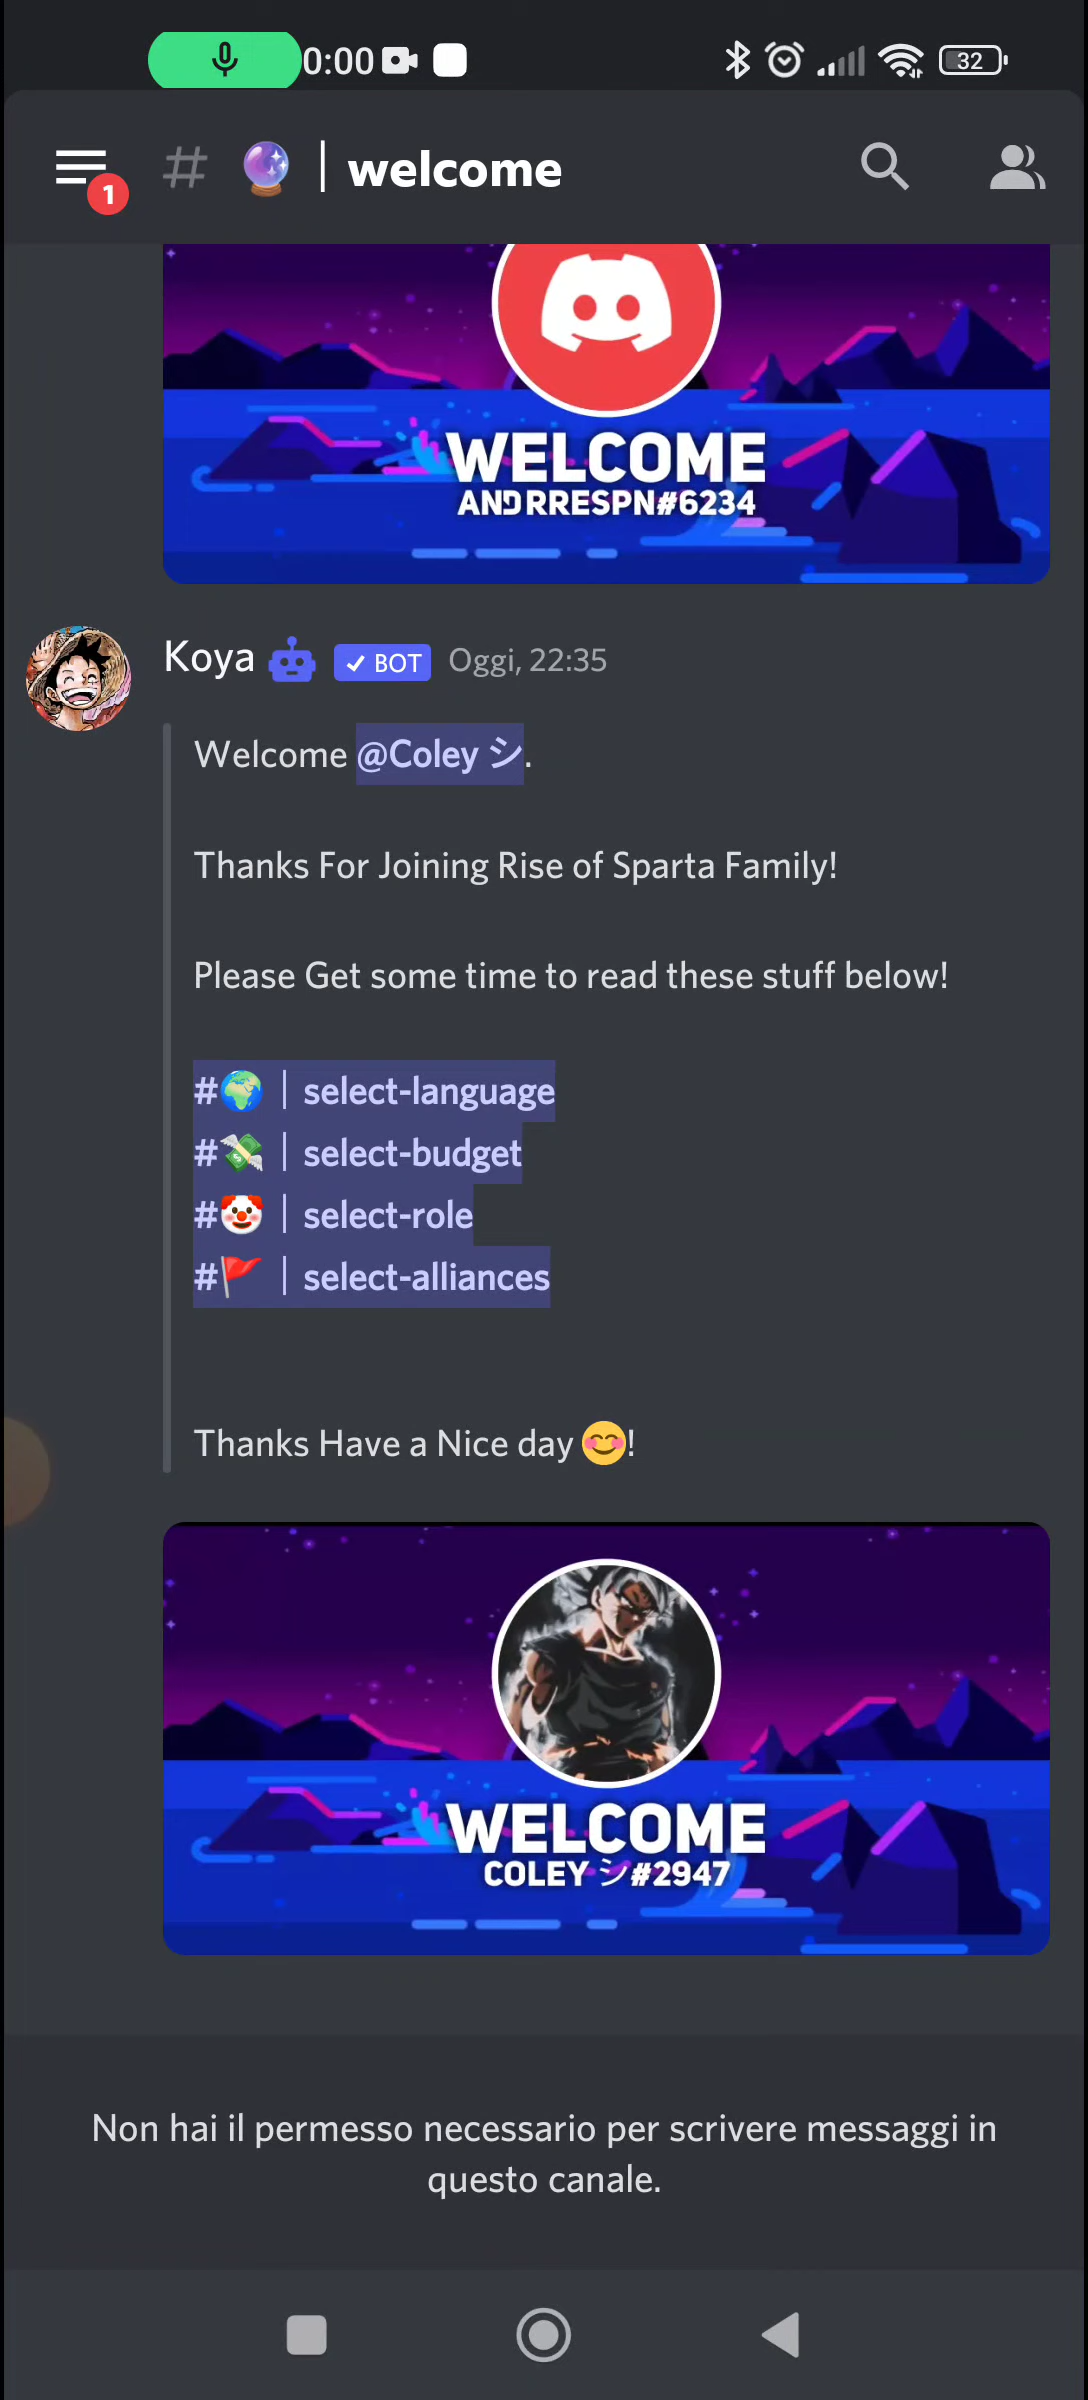 0:00 32
1 # 🔮 | welcome
WELCOME
ANDRRESPN#6234
Koya BOT Oggi, 22:35
Welcome @Coley シ.
Thanks For Joining Rise of Sparta Family!
Please Get some time to read these stuff below!
#🌍 | select-language
#💸 | select-budget
#🤡 | select-role
#🚩 | select-alliances
Thanks Have a Nice day 😊!
WELCOME
COLEY シ#2947
Non hai il permesso necessario per scrivere messaggi in
questo canale.